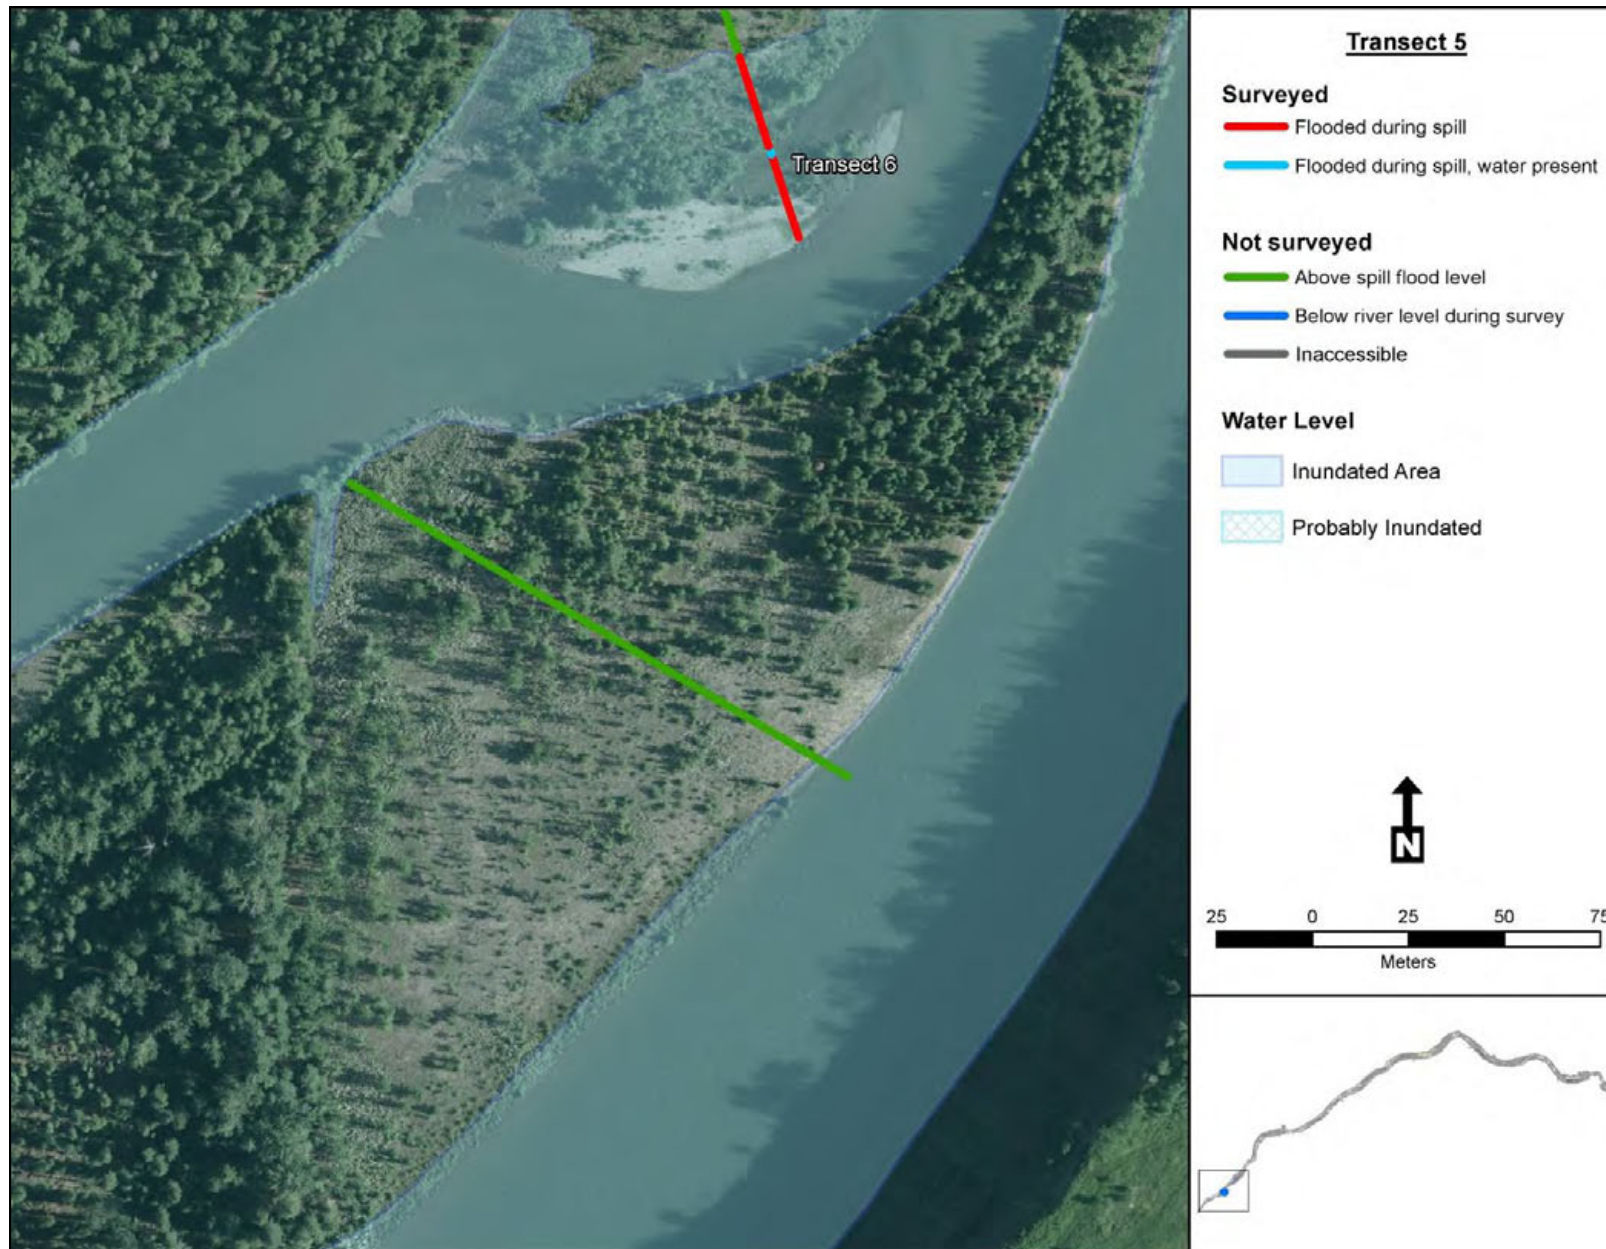 Transect 5
Surveyed
Flooded during spill
Flooded during spill, water present
Transect 6
Not surveyed
Above spill flood level
Below river level during survey
Inaccessible
Water Level
Inundated Area
Probably Inundated
N
25 0 25 50 75
Meters